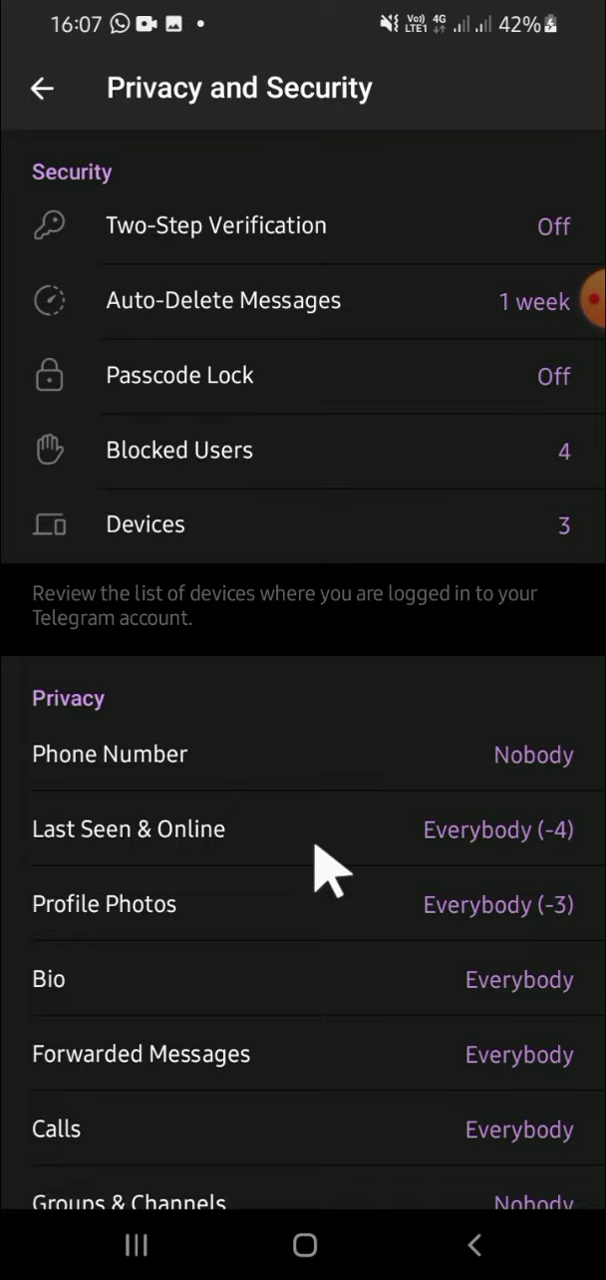 16:07 Vo) 4G LTE1 42%
Privacy and Security
Security
Two-Step Verification Off
Auto-Delete Messages 1 week
Passcode Lock Off
Blocked Users 4
Devices 3
Review the list of devices where you are logged in to your
Telegram account.
Privacy
Phone Number Nobody
Last Seen & Online Everybody (-4)
Profile Photos Everybody (-3)
Bio Everybody
Forwarded Messages Everybody
Calls Everybody
Groups & Channels Nobody